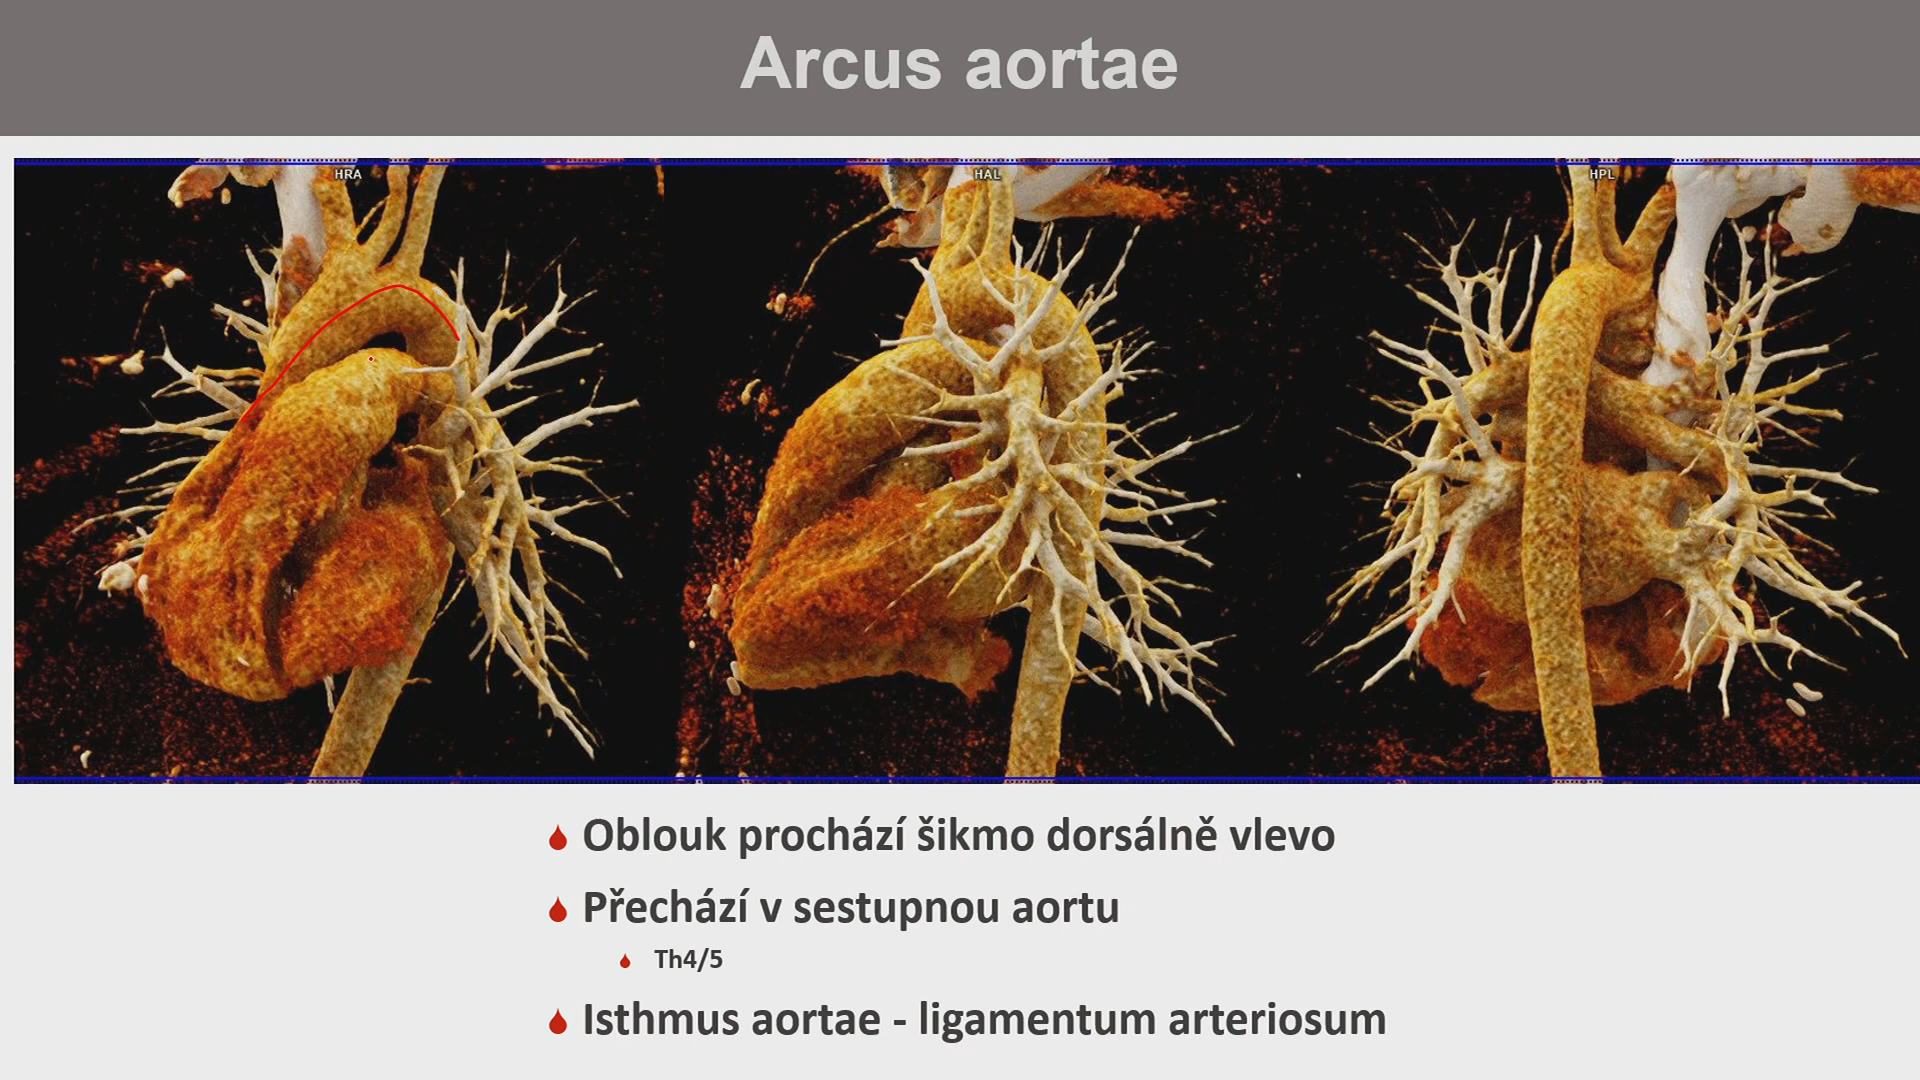 Arcus aortae
HRA
HAL
HPL
Oblouk prochází šikmo dorsálně vlevo
Přechází v sestupnou aortu
Th4/5
Isthmus aortae - ligamentum arteriosum